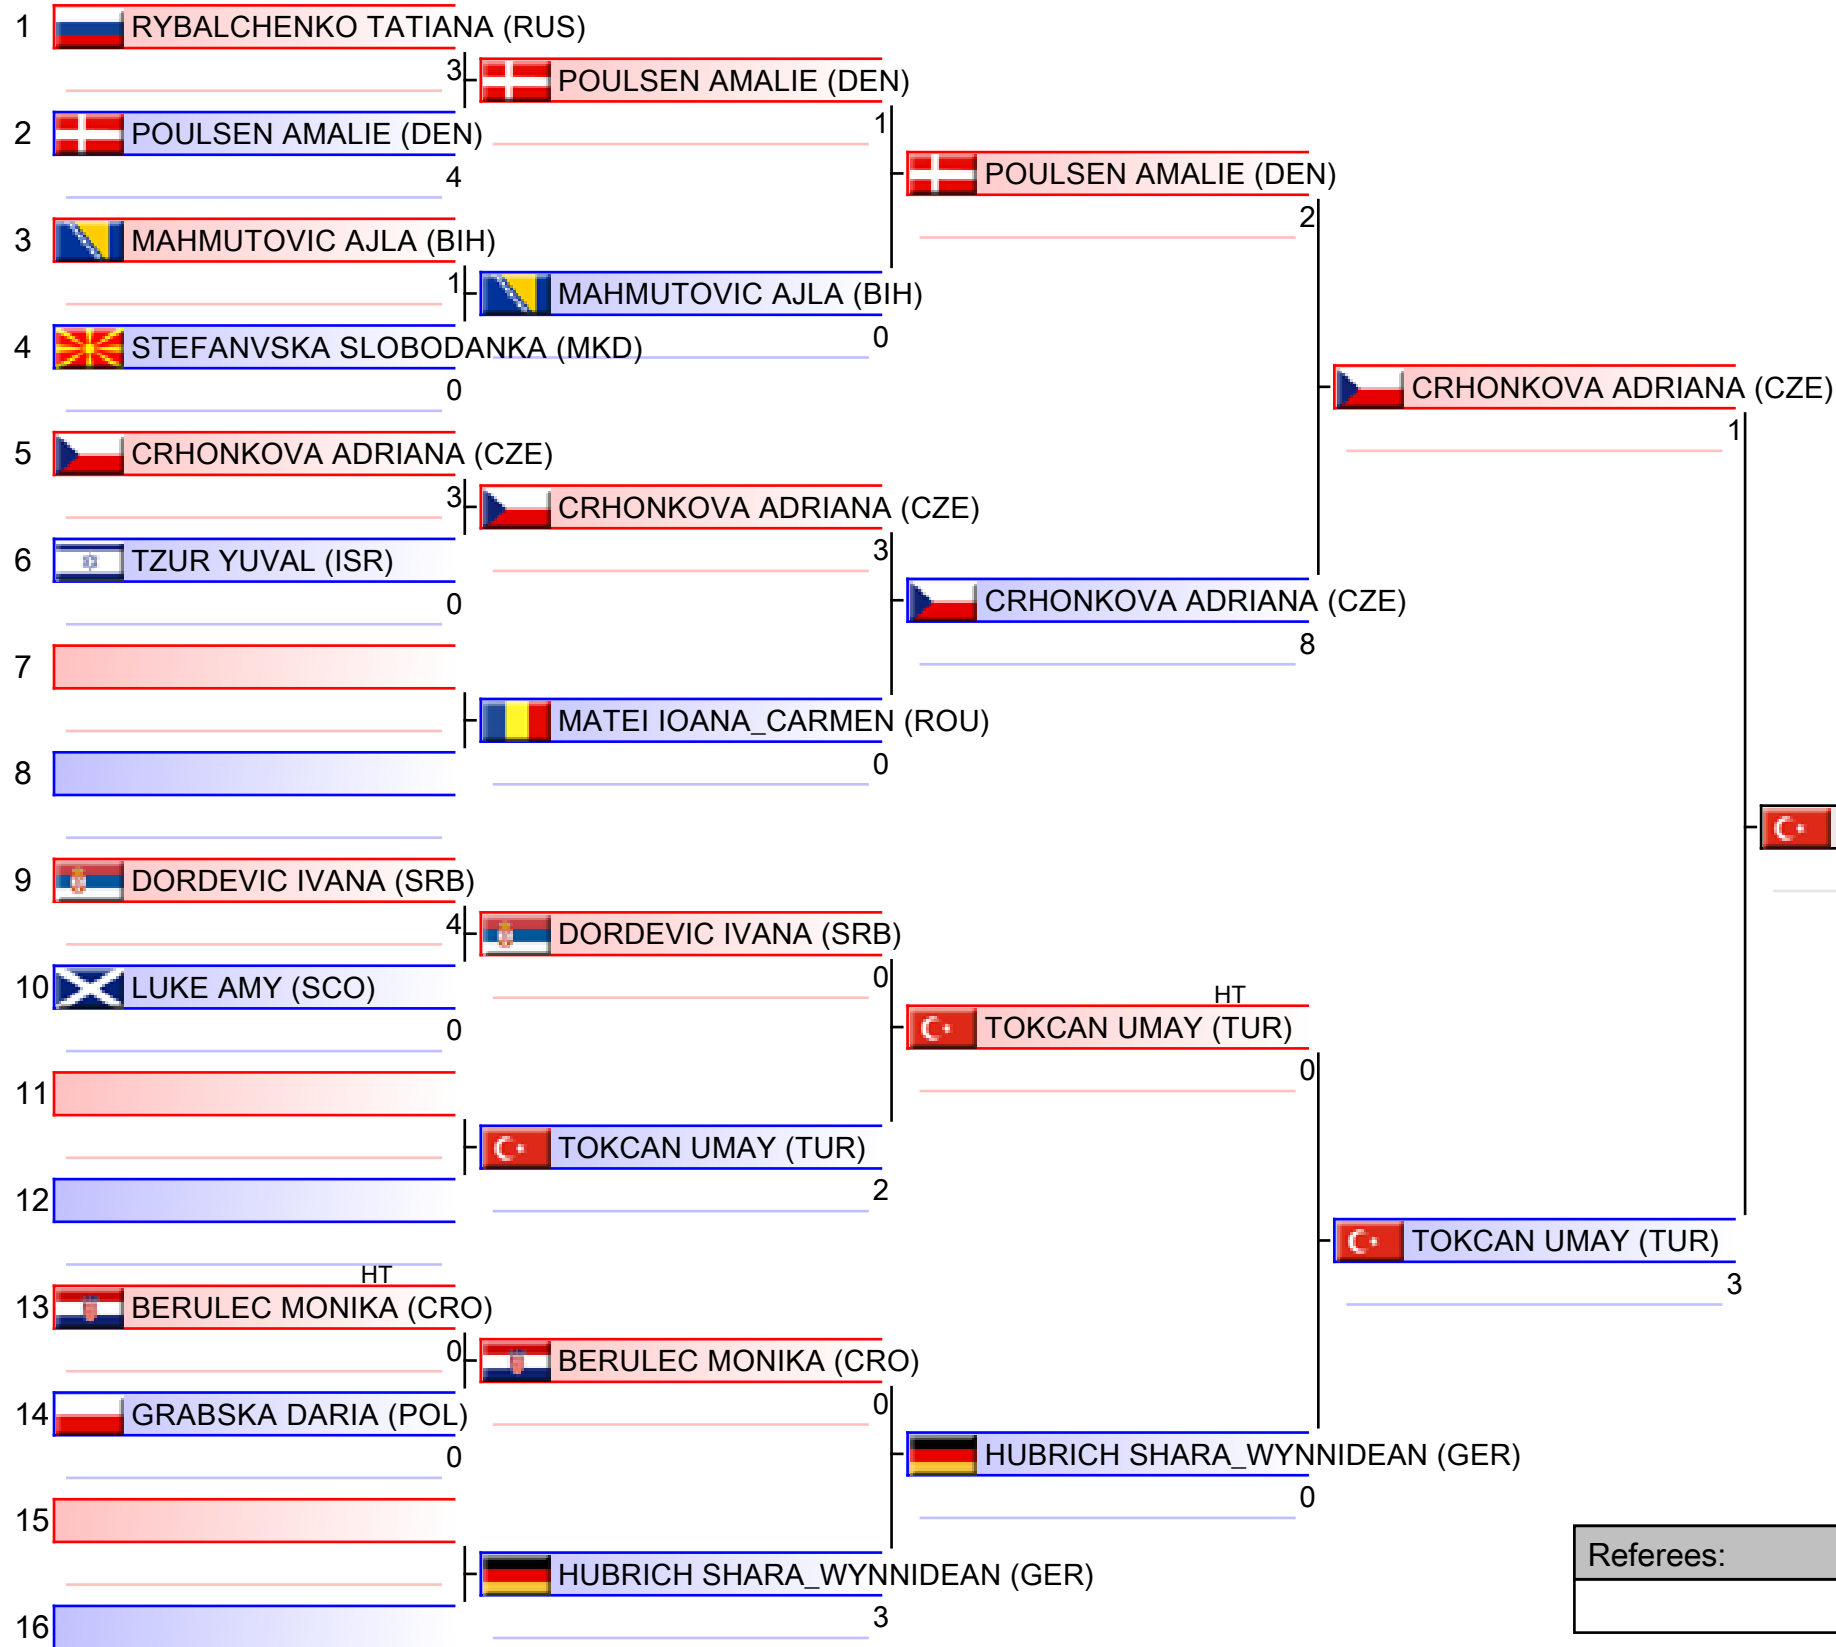 1 RYBALCHENKO TATIANA (RUS)
3 POULSEN AMALIE (DEN)
2 POULSEN AMALIE (DEN)
1
4
POULSEN AMALIE (DEN)
3 MAHMUTOVIC AJLA (BIH)
2
1 MAHMUTOVIC AJLA (BIH)
4 STEFANVSKA SLOBODANKA (MKD)
0
0
CRHONKOVA ADRIANA (CZE)
5 CRHONKOVA ADRIANA (CZE)
1
3 CRHONKOVA ADRIANA (CZE)
6 TZUR YUVAL (ISR)
3
0
CRHONKOVA ADRIANA (CZE)
7
8
MATEI IOANA_CARMEN (ROU)
8
0
9 DORDEVIC IVANA (SRB)
4 DORDEVIC IVANA (SRB)
10 LUKE AMY (SCO)
0
HT
0
TOKCAN UMAY (TUR)
11
0
TOKCAN UMAY (TUR)
12
2
TOKCAN UMAY (TUR)
HT
3
13 BERULEC MONIKA (CRO)
0 BERULEC MONIKA (CRO)
14 GRABSKA DARIA (POL)
0
0
HUBRICH SHARA_WYNNIDEAN (GER)
15
0
Referees:
HUBRICH SHARA_WYNNIDEAN (GER)
16
3